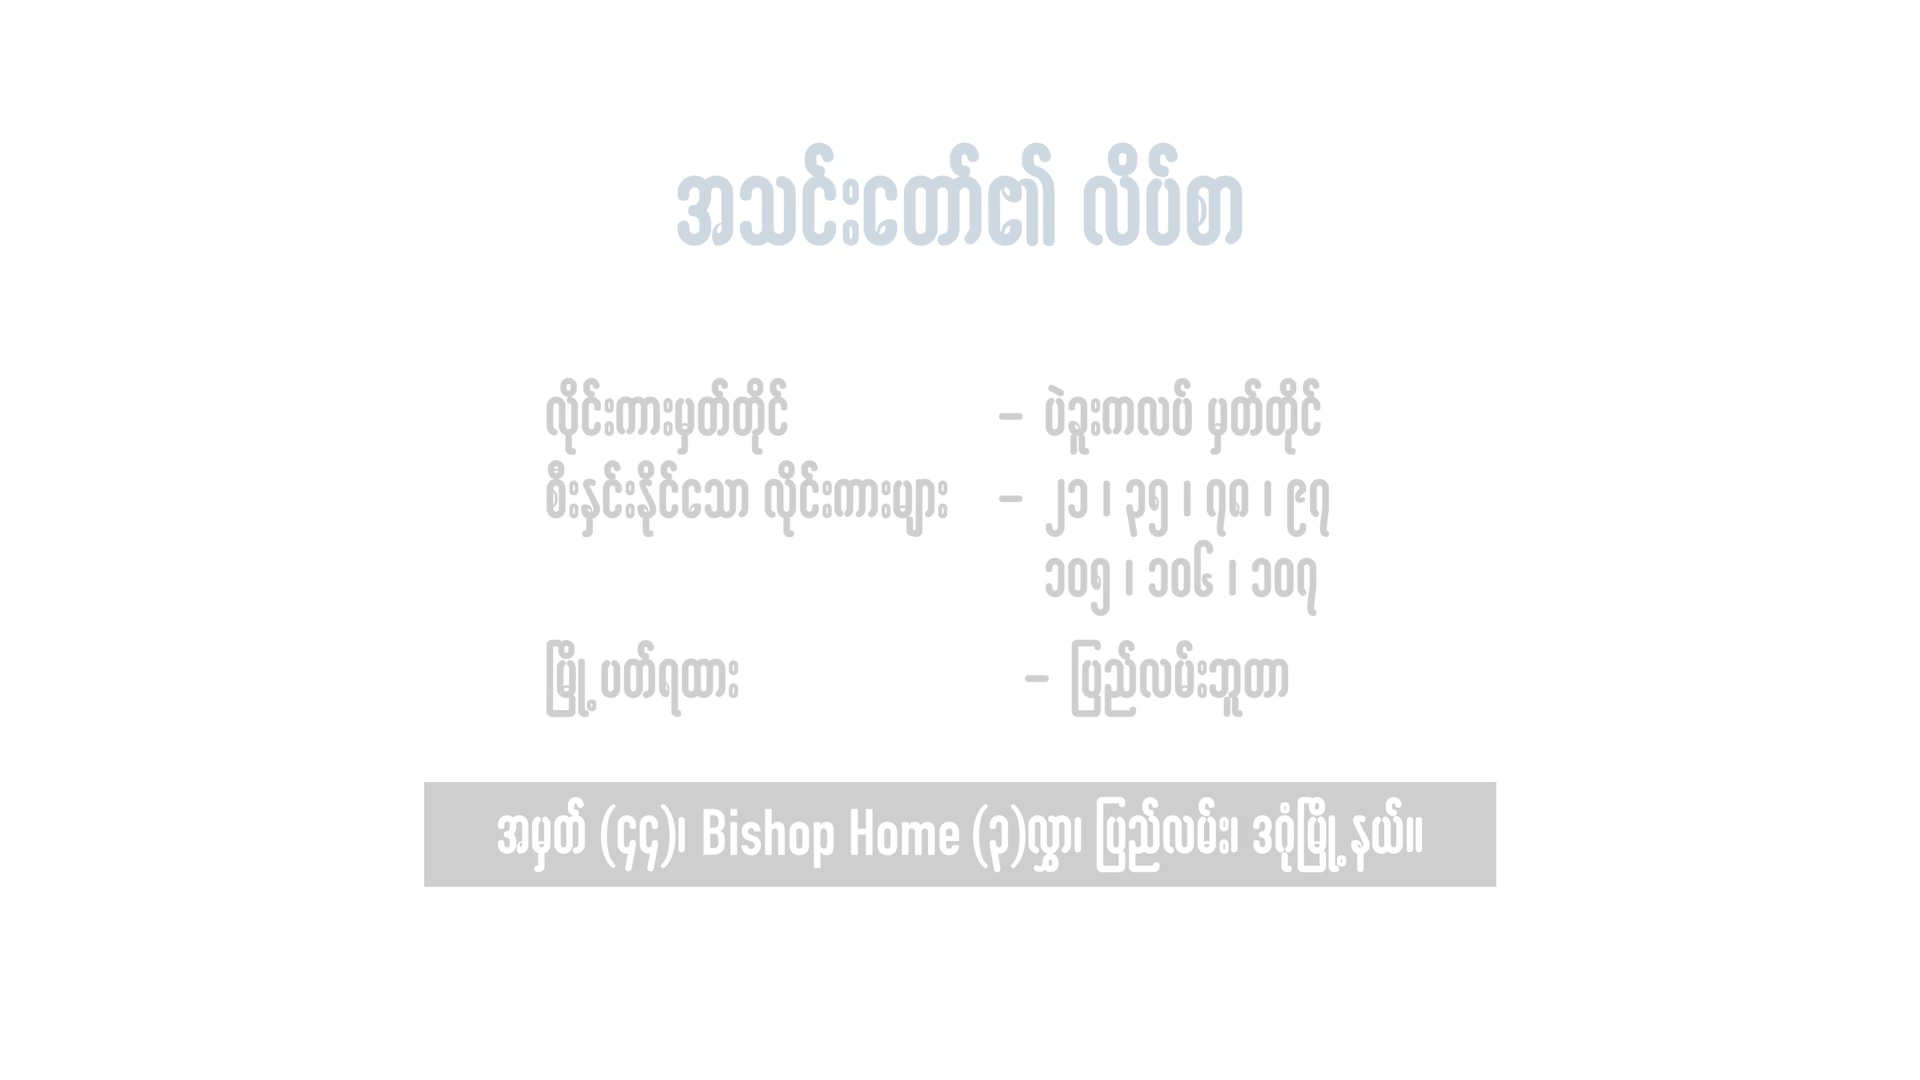 အသင်းတော်၏ လိပ်စာ
လိုင်းကားမှတ်တိုင် – ပဲခူးကလပ် မှတ်တိုင်
စီးနှင်းနိုင်သော လိုင်းကားများ – ၂၁ ၊ ၃၅ ၊ ၇၈ ၊ ၉၇
၁၀၅ ၊ ၁၀၆ ၊ ၁၀၇
မြို့ပတ်ရထား – ပြည်လမ်းဘူတာ
အမှတ် (၄၄)၊ Bishop Home (၃)လွှာ၊ ပြည်လမ်း၊ ဒဂုံမြို့နယ်။